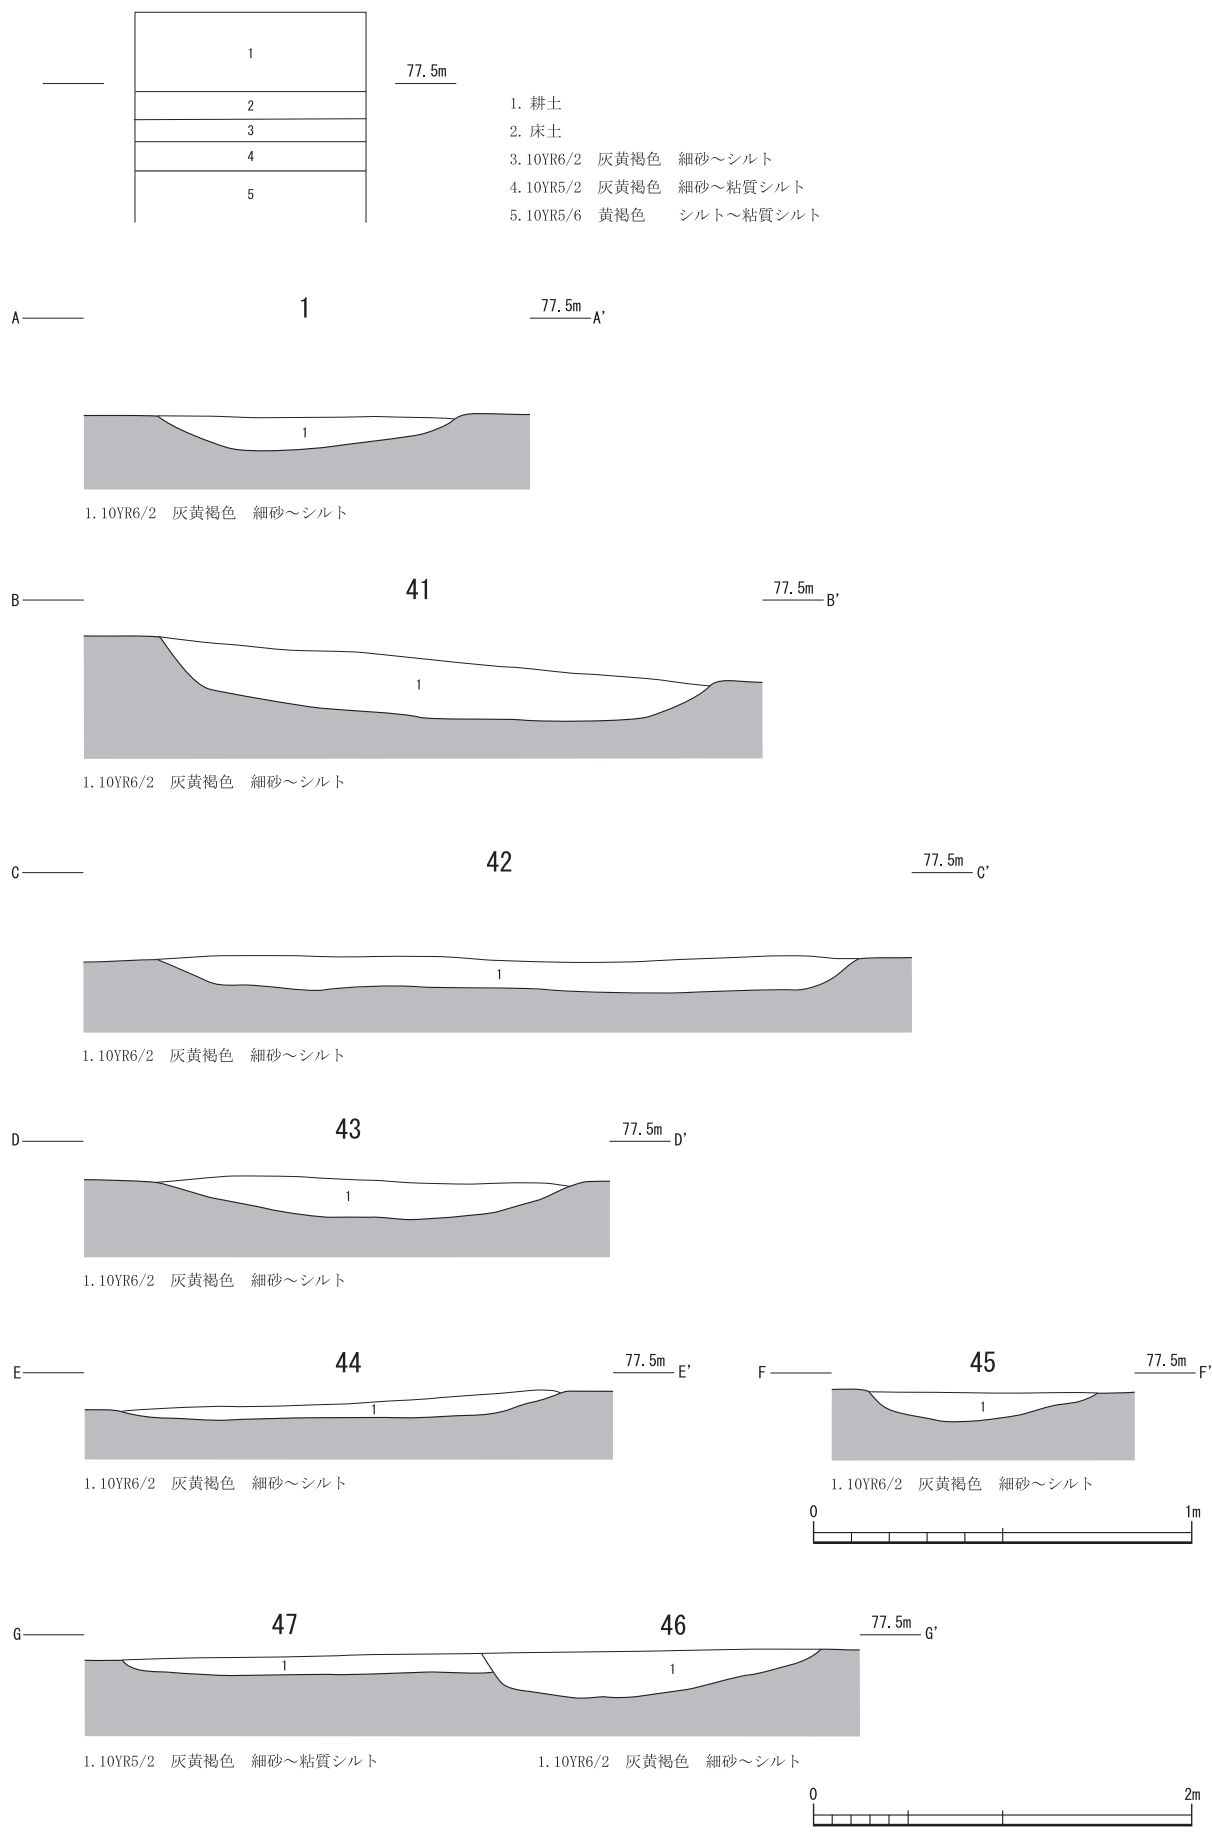 1
77.5m
2
3
4
5
1. 耕土
2. 床土
3.10YR6/2　灰黄褐色　細砂～シルト
4.10YR5/2　灰黄褐色　細砂～粘質シルト
5.10YR5/6　黄褐色　　シルト～粘質シルト
A 1 77.5m A'
1
1.10YR6/2　灰黄褐色　細砂～シルト
B 41 77.5m B'
1
1.10YR6/2　灰黄褐色　細砂～シルト
C 42 77.5m C'
1
1.10YR6/2　灰黄褐色　細砂～シルト
D 43 77.5m D'
1
1.10YR6/2　灰黄褐色　細砂～シルト
E 44 77.5m E'
1
1.10YR6/2　灰黄褐色　細砂～シルト
F 45 77.5m F'
1
1.10YR6/2　灰黄褐色　細砂～シルト
0 1m
G 47 46 77.5m G'
1 1
1.10YR5/2　灰黄褐色　細砂～粘質シルト
1.10YR6/2　灰黄褐色　細砂～シルト
0 2m